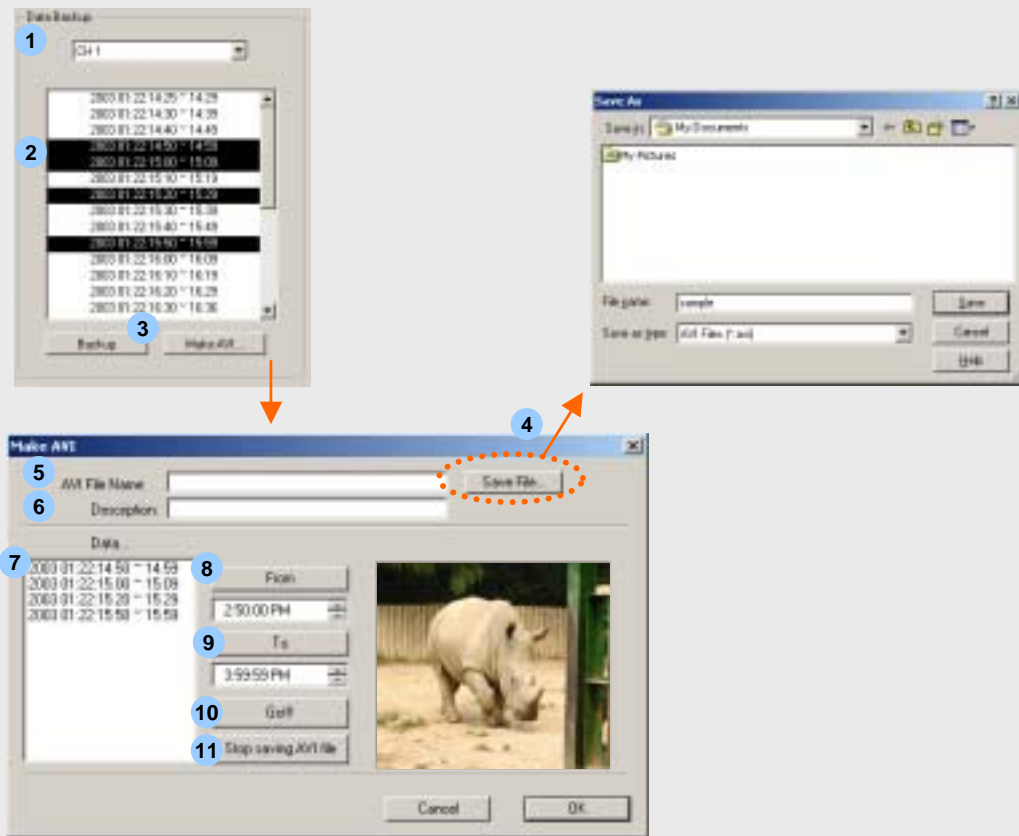 Data Backup
1
CH 1
2003 01:22:14:25 ~ 14:29
2003 01:22:14:30 ~ 14:39
2003 01:22:14:40 ~ 14:49
2
2003 01:22:14:50 ~ 14:59
2003 01:22:15:00 ~ 15:09
2003 01:22:15:10 ~ 15:19
2003 01:22:15:20 ~ 15:29
2003 01:22:15:30 ~ 15:39
2003 01:22:15:40 ~ 15:49
2003 01:22:15:50 ~ 15:59
2003 01:22:16:00 ~ 16:09
2003 01:22:16:10 ~ 16:19
2003 01:22:16:20 ~ 16:29
2003 01:22:16:30 ~ 16:36
3
Backup
Make AVI...
Save As
Save in:
My Documents
My Pictures
File name:
sample
Save
Save as type:
AVI Files (*.avi)
Cancel
Help
4
Make AVI
5
AVI File Name
Save File...
6
Description
Data...
7
2003 01:22:14:50 ~ 14:59
2003 01:22:15:00 ~ 15:09
2003 01:22:15:20 ~ 15:29
2003 01:22:15:50 ~ 15:59
8
From
2:50:00 PM
9
To
3:59:59 PM
10
Go!!!
11
Stop saving AVI file
Cancel
OK